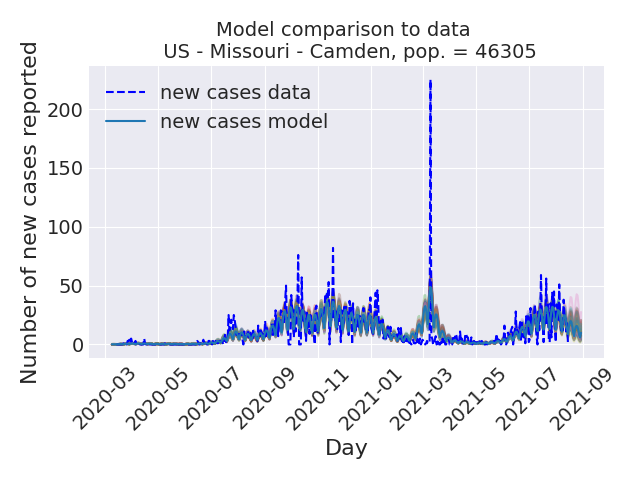 Model comparison to data
US - Missouri - Camden, pop. = 46305
Number of new cases reported
new cases data
new cases model
200
150
100
50
0
2020-03
2020-05
2020-07
2020-09
2020-11
2021-01
2021-03
2021-05
2021-07
2021-09
Day